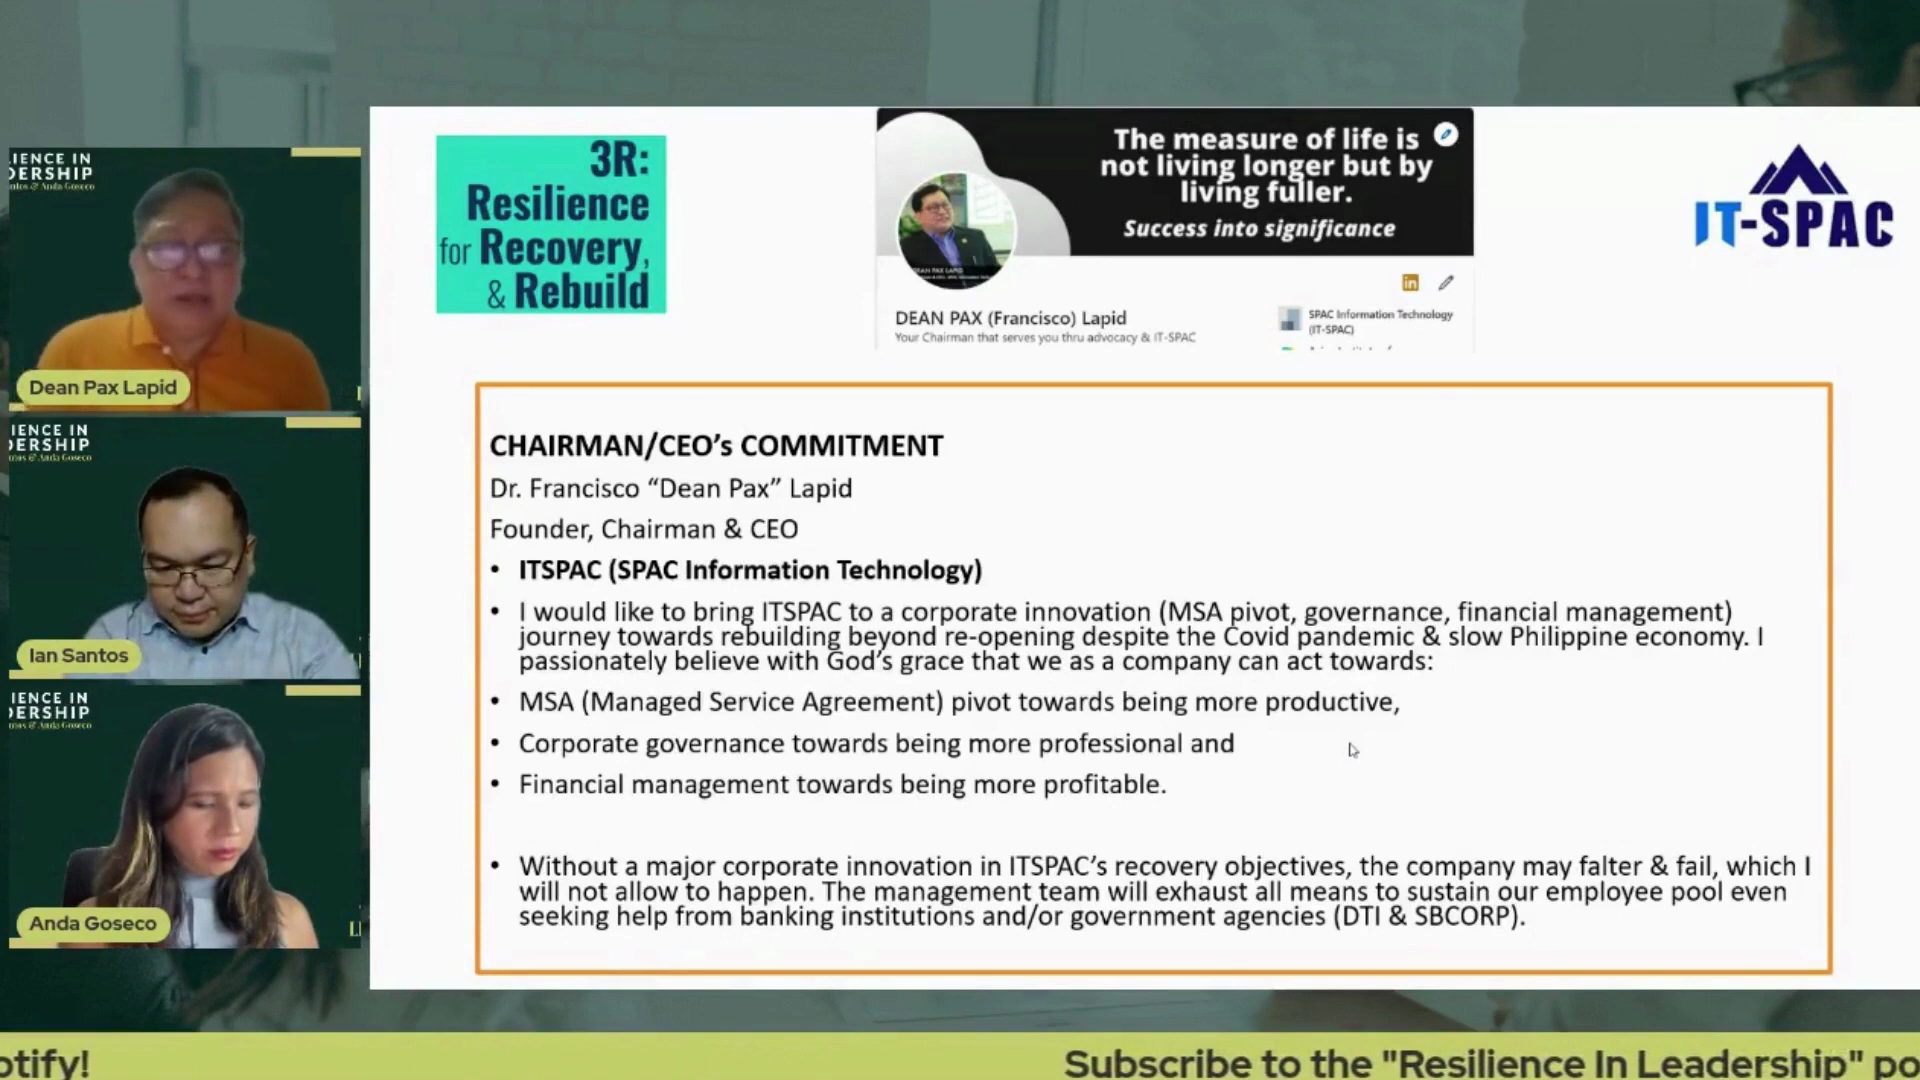 IENCE IN
DERSHIP
Dean Pax Lapid
IENCE IN
DERSHIP
Ian Santos
IENCE IN
DERSHIP
& Anda Goseco
Anda Goseco
3R:
Resilience
for Recovery,
& Rebuild
The measure of life is
not living longer but by
living fuller.
Success into significance
in
DEAN PAX (Francisco) Lapid
Your Chairman that serves you thru advocacy & IT-SPAC
SPAC Information Technology
(IT-SPAC)
IT-SPAC
CHAIRMAN/CEO's COMMITMENT
Dr. Francisco “Dean Pax” Lapid
Founder, Chairman & CEO
• ITSPAC (SPAC Information Technology)
• I would like to bring ITSPAC to a corporate innovation (MSA pivot, governance, financial management)
journey towards rebuilding beyond re-opening despite the Covid pandemic & slow Philippine economy. I
passionately believe with God’s grace that we as a company can act towards:
• MSA (Managed Service Agreement) pivot towards being more productive,
• Corporate governance towards being more professional and
• Financial management towards being more profitable.
• Without a major corporate innovation in ITSPAC’s recovery objectives, the company may falter & fail, which I
will not allow to happen. The management team will exhaust all means to sustain our employee pool even
seeking help from banking institutions and/or government agencies (DTI & SBCORP).
otify!
Subscribe to the "Resilience In Leadership" po